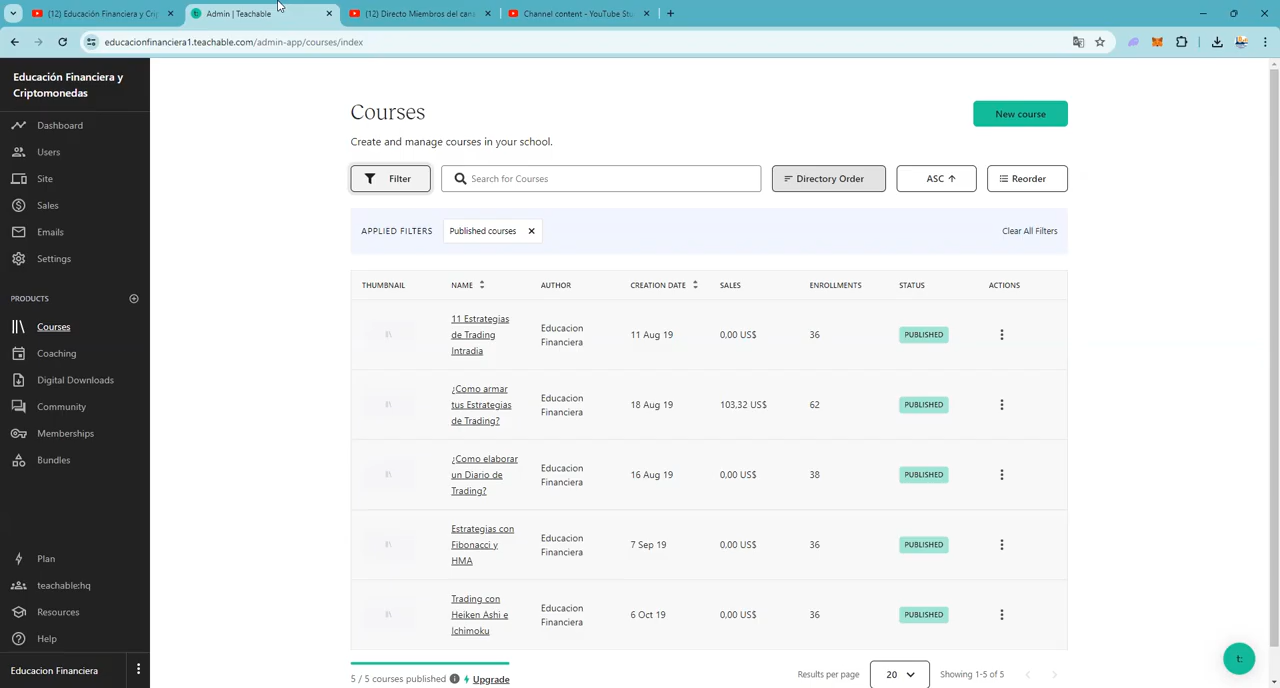 (12) Educación Financiera y Crip
Admin | Teachable
(12) Directo Miembros del cana
Channel content - YouTube Stu
educacionfinanciera1.teachable.com/admin-app/courses/index
Educación Financiera y
Criptomonedas
Dashboard
Users
Site
Sales
Emails
Settings
PRODUCTS
Courses
Coaching
Digital Downloads
Community
Memberships
Bundles
Plan
teachable:hq
Resources
Help
Educacion Financiera
Courses
New course
Create and manage courses in your school.
Filter
Search for Courses
Directory Order
ASC ↑
Reorder
APPLIED FILTERS
Published courses ×
Clear All Filters
THUMBNAIL NAME AUTHOR CREATION DATE SALES ENROLLMENTS STATUS ACTIONS
11 Estrategias
de Trading
Intradia
Educacion
Financiera
11 Aug 19
0,00 US$
36
PUBLISHED
¿Como armar
tus Estrategias
de Trading?
Educacion
Financiera
18 Aug 19
103,32 US$
62
PUBLISHED
¿Como elaborar
un Diario de
Trading?
Educacion
Financiera
16 Aug 19
0,00 US$
38
PUBLISHED
Estrategias con
Fibonacci y
HMA
Educacion
Financiera
7 Sep 19
0,00 US$
36
PUBLISHED
Trading con
Heiken Ashi e
Ichimoku
Educacion
Financiera
6 Oct 19
0,00 US$
36
PUBLISHED
5 / 5 courses published
Upgrade
Results per page
20
Showing 1-5 of 5
t: